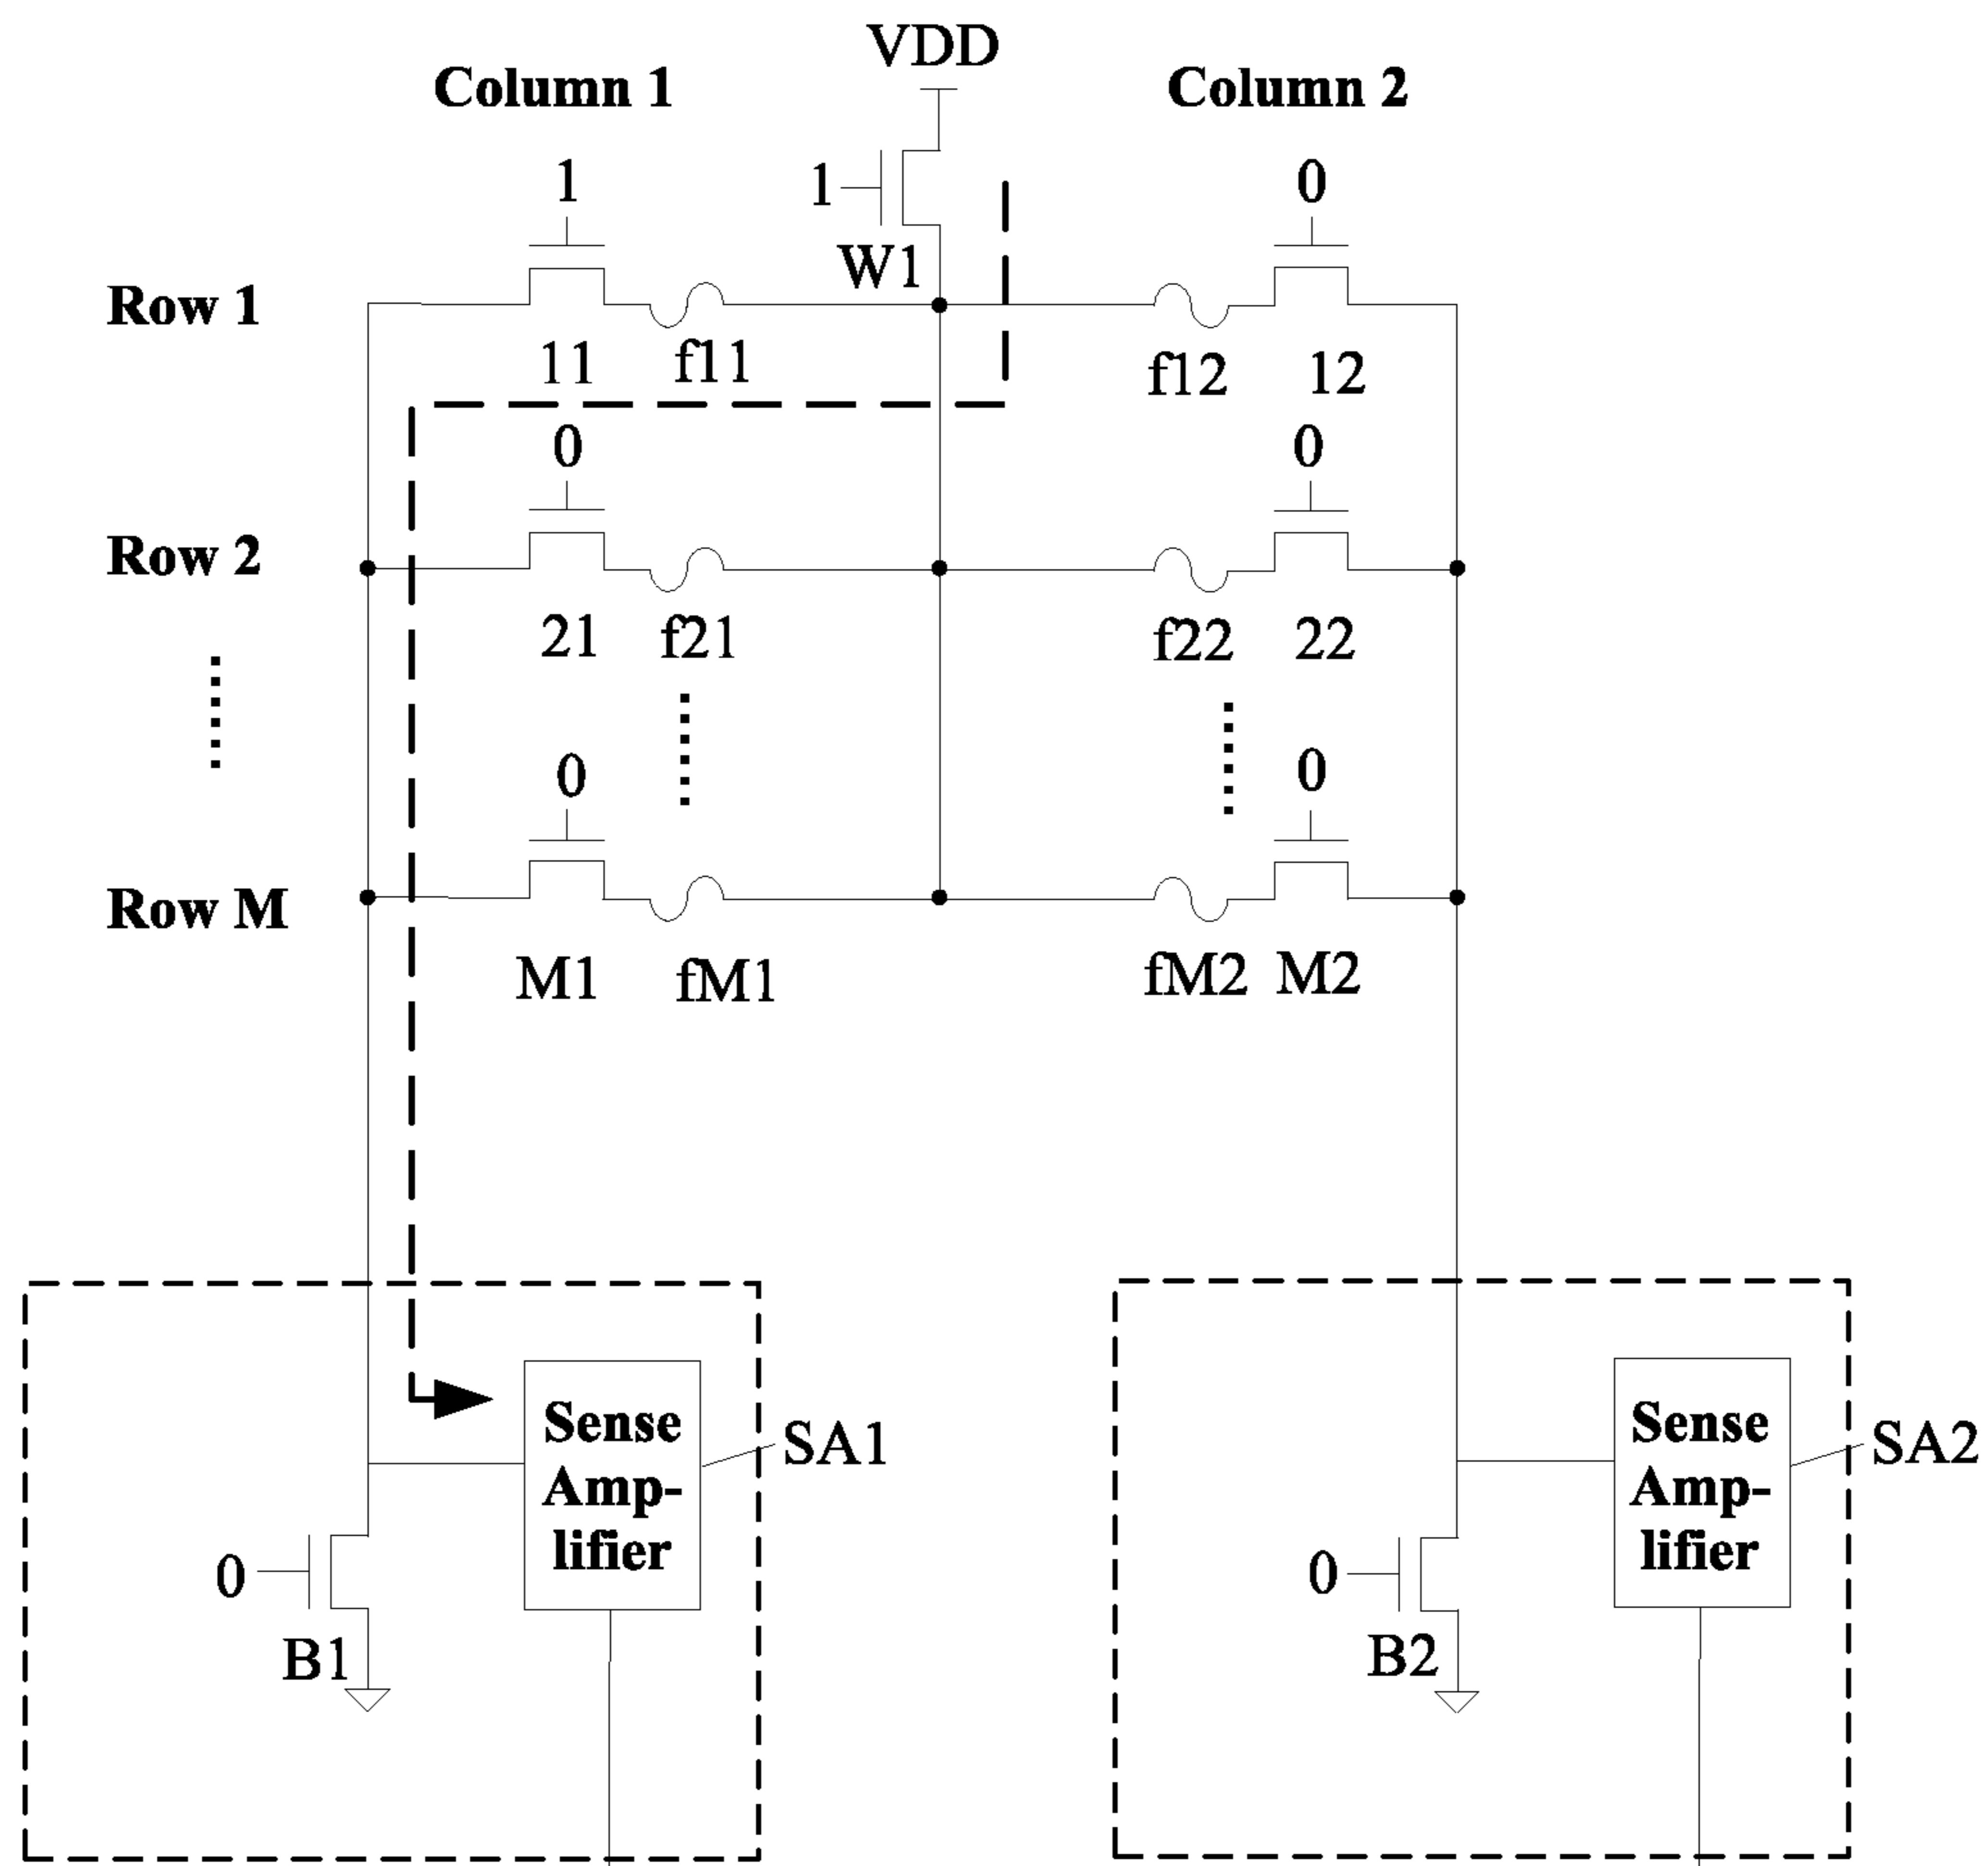 VDD
Column 1
Column 2
1
1
0
W1
Row 1
11
f11
f12
12
0
0
Row 2
21
f21
f22
22
0
0
Row M
M1
fM1
fM2
M2
Sense
Amp-
lifier
SA1
Sense
Amp-
lifier
SA2
0
B1
0
B2